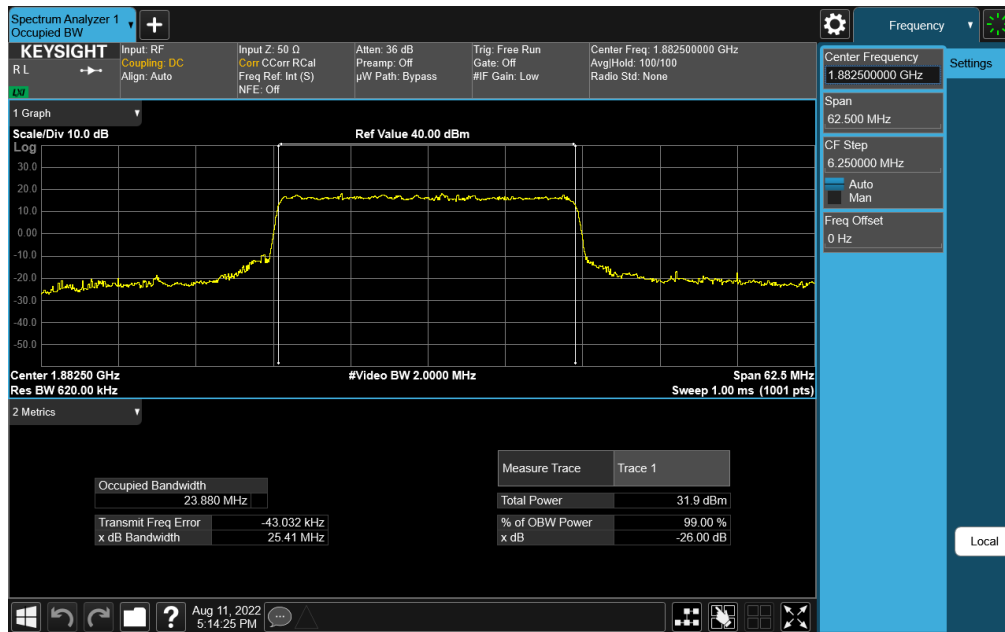 Spectrum Analyzer 1
Occupied BW
Frequency
KEYSIGHT
R L
LXI
Input: RF
Coupling: DC
Align: Auto
Input Z: 50 Ω
Corr CCorr RCal
Freq Ref: Int (S)
NFE: Off
Atten: 36 dB
Preamp: Off
µW Path: Bypass
Trig: Free Run
Gate: Off
#IF Gain: Low
Center Freq: 1.882500000 GHz
Avg|Hold: 100/100
Radio Std: None
Center Frequency
1.882500000 GHz
Settings
Span
62.500 MHz
CF Step
6.250000 MHz
Auto
Man
Freq Offset
0 Hz
1 Graph
Scale/Div 10.0 dB
Ref Value 40.00 dBm
Log
30.0
20.0
10.0
0.00
-10.0
-20.0
-30.0
-40.0
-50.0
Center 1.88250 GHz
#Video BW 2.0000 MHz
Span 62.5 MHz
Res BW 620.00 kHz
Sweep 1.00 ms (1001 pts)
2 Metrics
Occupied Bandwidth
23.880 MHz
Transmit Freq Error -43.032 kHz
x dB Bandwidth 25.41 MHz
Measure Trace Trace 1
Total Power 31.9 dBm
% of OBW Power 99.00 %
x dB -26.00 dB
Local
?
Aug 11, 2022
5:14:25 PM